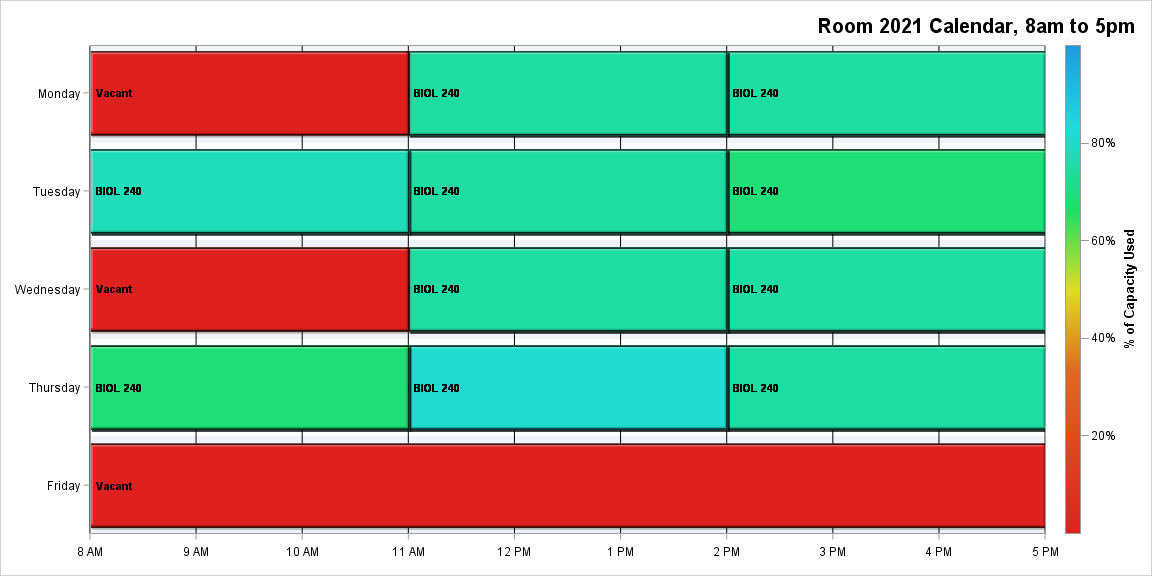 Room 2021 Calendar, 8am to 5pm
Monday
Vacant
BIOL 240
BIOL 240
Tuesday
BIOL 240
BIOL 240
BIOL 240
Wednesday
Vacant
BIOL 240
BIOL 240
Thursday
BIOL 240
BIOL 240
BIOL 240
Friday
Vacant
8 AM
9 AM
10 AM
11 AM
12 PM
1 PM
2 PM
3 PM
4 PM
5 PM
80%
60%
40%
20%
% of Capacity Used